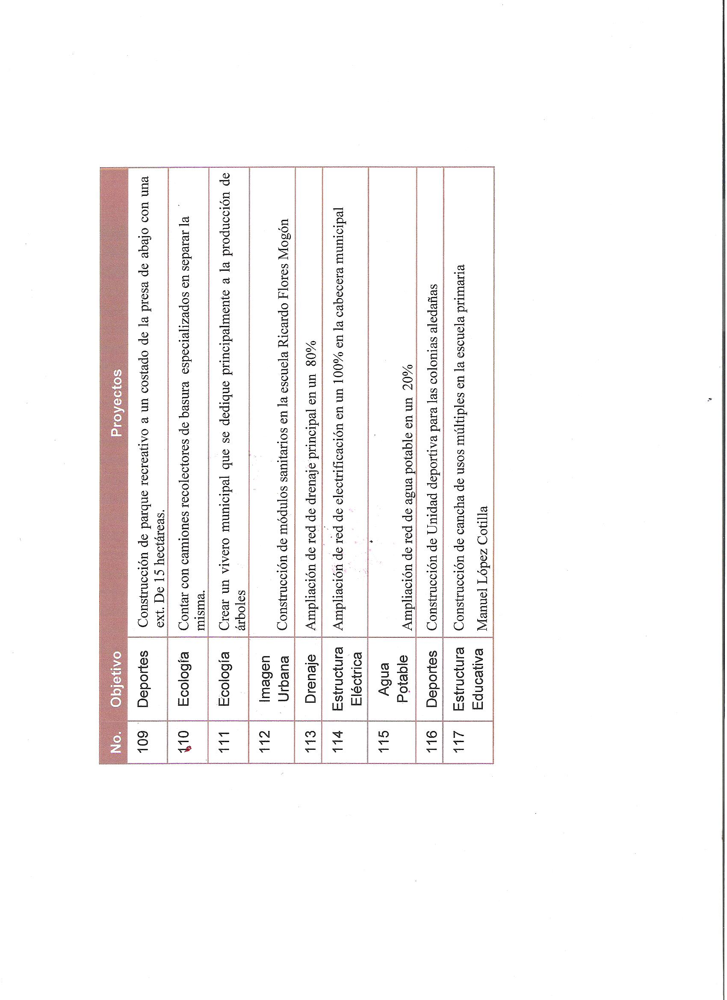 No. Objetivo Proyectos
109 Deportes Construcción de parque recreativo a un costado de la presa de abajo con una
ext. De 15 hectáreas.
110 Ecología Contar con camiones recolectores de basura especializados en separar la
misma.
111 Ecología Crear un vivero municipal que se dedique principalmente a la producción de
árboles
112 Imagen
Urbana Construcción de módulos sanitarios en la escuela Ricardo Flores Mogón
113 Drenaje Ampliación de red de drenaje principal en un 80%
114 Estructura Ampliación de red de electrificación en un 100% en la cabecera municipal
Eléctrica
115 Agua
Potable Ampliación de red de agua potable en un 20%
116 Deportes Construcción de Unidad deportiva para las colonias aledañas
117 Estructura Construcción de cancha de usos múltiples en la escuela primaria
Educativa Manuel López Cotilla